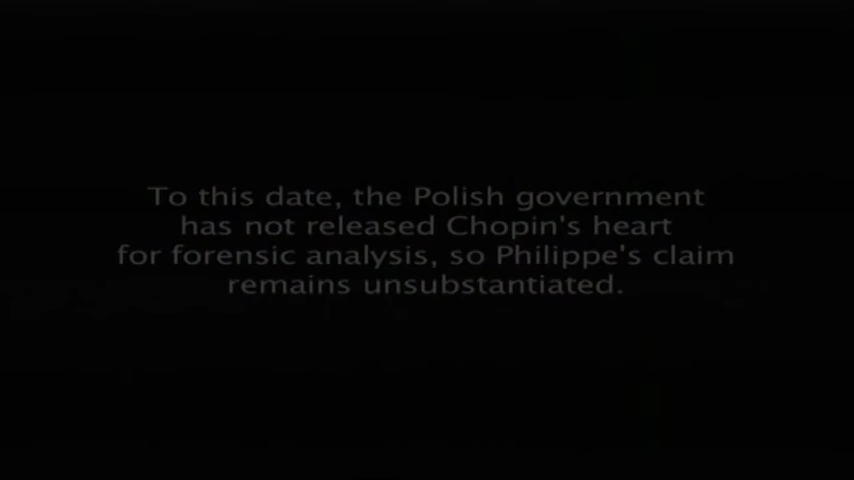 To this date, the Polish government
has not released Chopin's heart
for forensic analysis, so Philippe's claim
remains unsubstantiated.